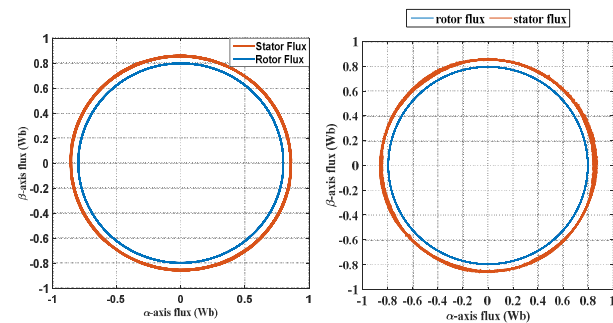 Stator Flux
Rotor Flux
1
0.8
0.6
0.4
0.2
0
-0.2
-0.4
-0.6
-0.8
-1
β-axis flux (Wb)
-1 -0.5 0 0.5 1
α-axis flux (Wb)
rotor flux stator flux
1
0.8
0.6
0.4
0.2
0
-0.2
-0.4
-0.6
-0.8
-1
β-axis flux (Wb)
-1 -0.8 -0.6 -0.4 -0.2 0 0.2 0.4 0.6 0.8 1
α-axis flux (Wb)